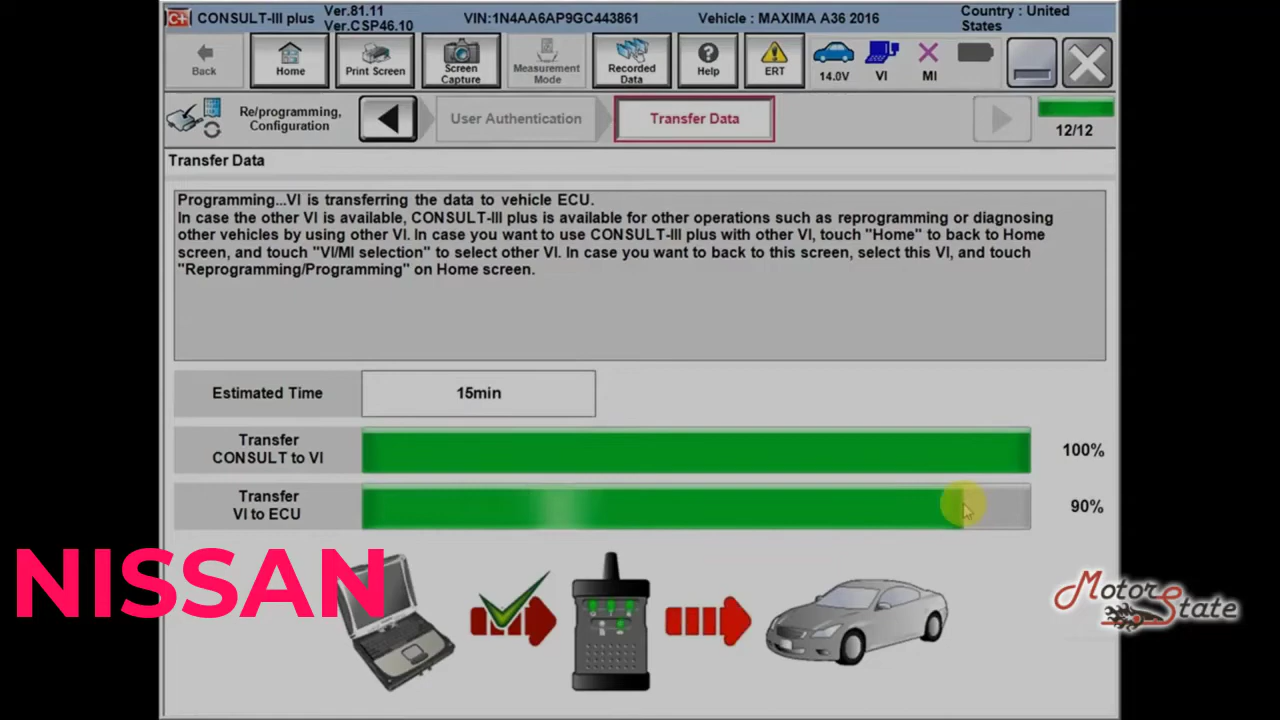 CONSULT-III plus
Ver.81.11
Ver.CSP46.10
VIN:1N4AA6AP9GC443861
Vehicle : MAXIMA A36 2016
Country : United
States
Back
Home
Print Screen
Screen
Capture
Measurement
Mode
Recorded
Data
Help
ERT
14.0V
VI
MI
Re/programming,
Configuration
User Authentication
Transfer Data
12/12
Transfer Data
Programming...VI is transferring the data to vehicle ECU.
In case the other VI is available, CONSULT-III plus is available for other operations such as reprogramming or diagnosing
other vehicles by using other VI. In case you want to use CONSULT-III plus with other VI, touch "Home" to back to Home
screen, and touch "VI/MI selection" to select other VI. In case you want to back to this screen, select this VI, and touch
"Reprogramming/Programming" on Home screen.
Estimated Time
15min
Transfer
CONSULT to VI
100%
Transfer
VI to ECU
90%
NISSAN
Motor
State